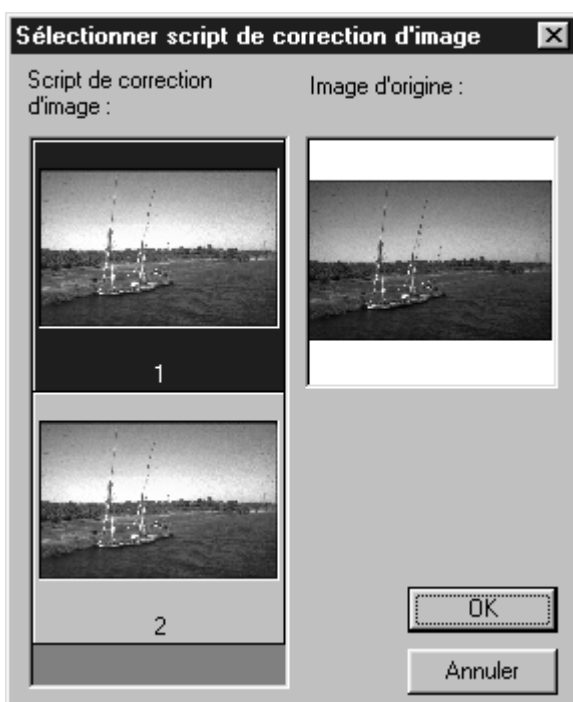 Sélectionner script de correction d'image
Script de correction
d'image :
Image d'origine :
1
2
OK
Annuler